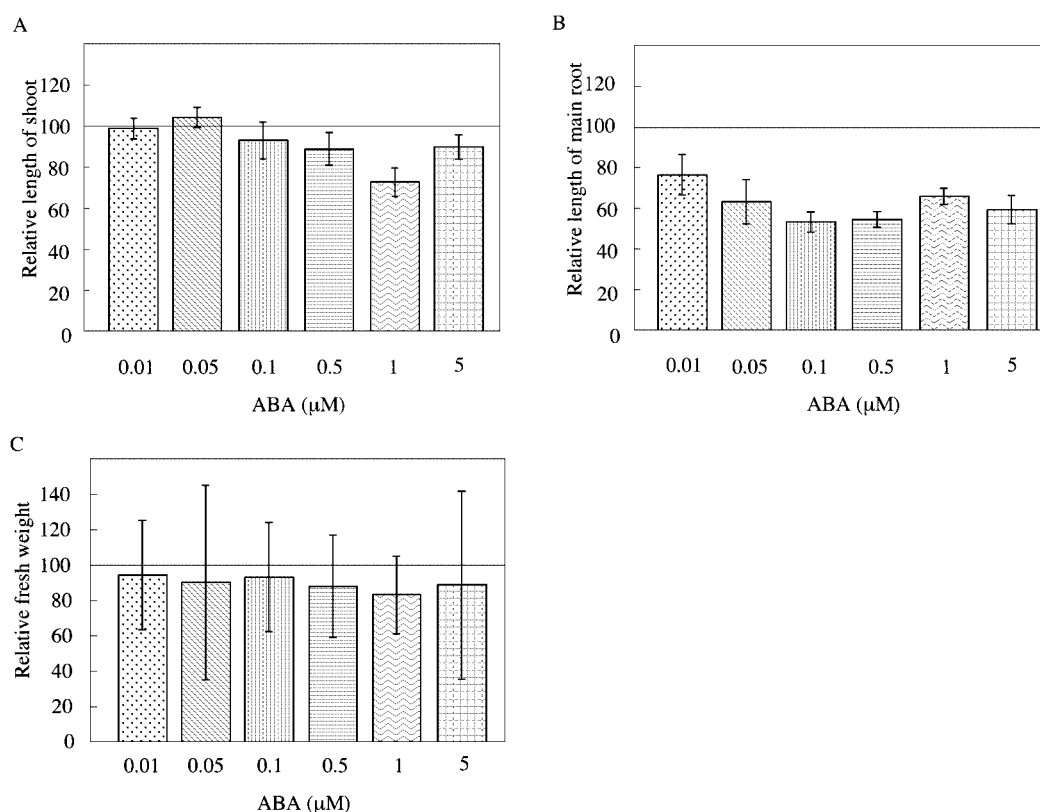 A
Relative length of shoot
120
100
80
60
40
20
0
0.01 0.05 0.1 0.5 1 5
ABA (μM)
B
Relative length of main root
120
100
80
60
40
20
0
0.01 0.05 0.1 0.5 1 5
ABA (μM)
C
Relative fresh weight
140
120
100
80
60
40
20
0
0.01 0.05 0.1 0.5 1 5
ABA (μM)